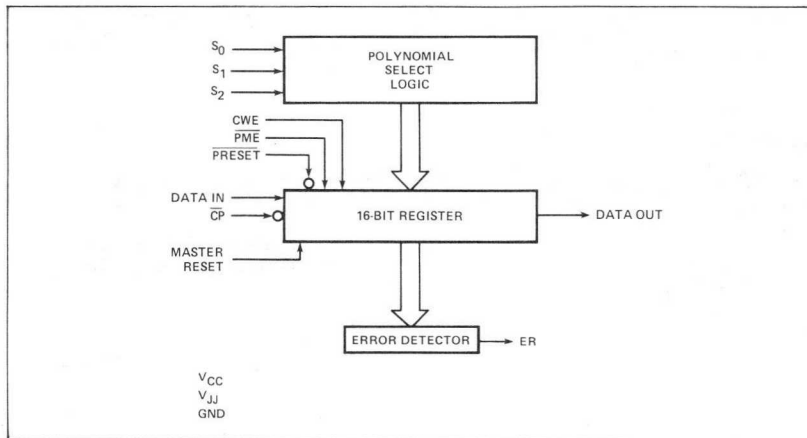 S0
S1
S2
POLYNOMIAL
SELECT
LOGIC
CWE
PME
PRESET
DATA IN
CP
16-BIT REGISTER
DATA OUT
MASTER
RESET
ERROR DETECTOR
ER
VCC
VJJ
GND